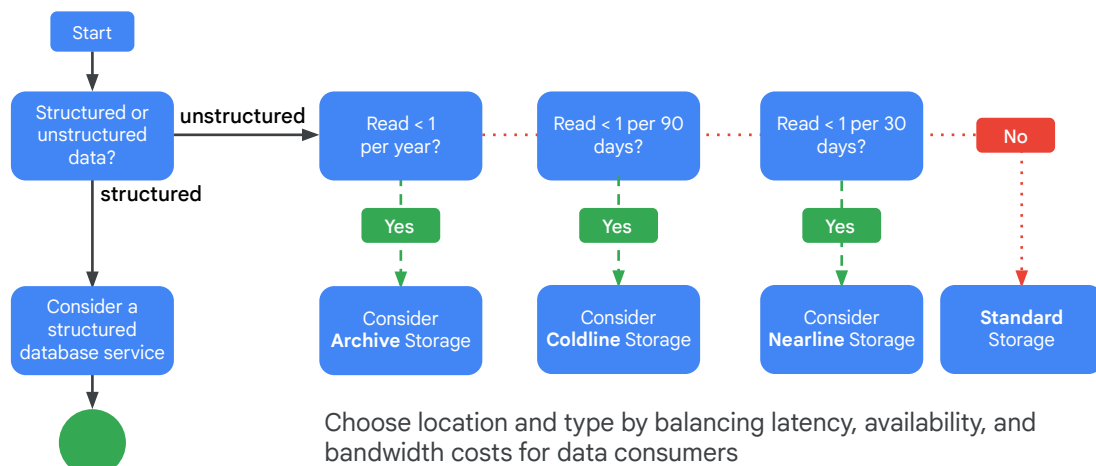 Start
Structured or
unstructured
data?
unstructured
structured
Read < 1
per year?
Read < 1 per 90
days?
Read < 1 per 30
days?
No
Yes
Yes
Yes
Consider a
structured
database service
Consider
Archive Storage
Consider
Coldline Storage
Consider
Nearline Storage
Standard
Storage
Choose location and type by balancing latency, availability, and
bandwidth costs for data consumers